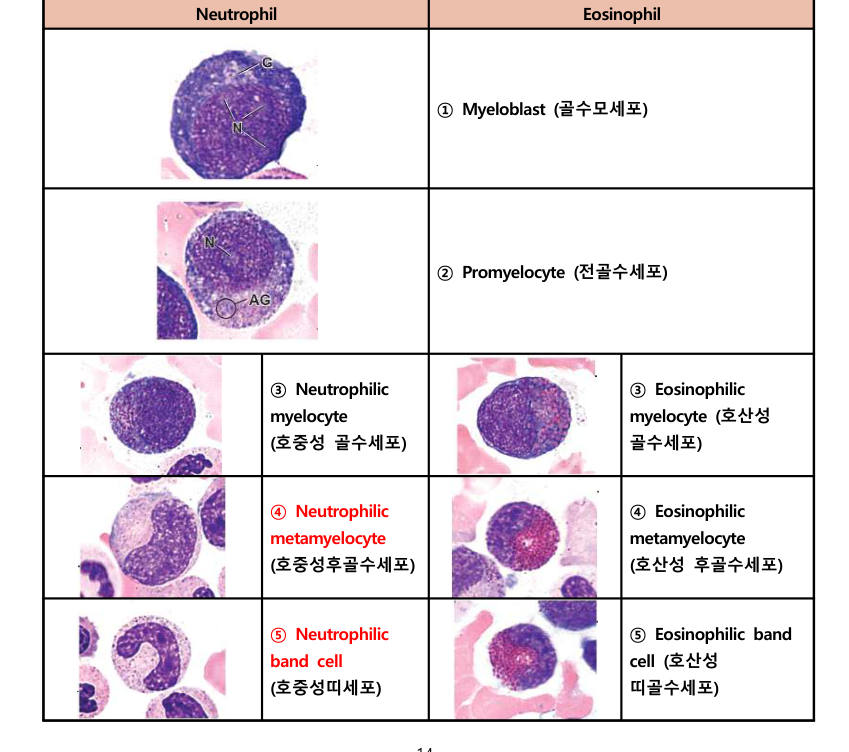 Neutrophil
Eosinophil
G
N
① Myeloblast (골수모세포)
N
AG
② Promyelocyte (전골수세포)
③ Neutrophilic
myelocyte
(호중성 골수세포)
③ Eosinophilic
myelocyte (호산성
골수세포)
④ Neutrophilic
metamyelocyte
(호중성후골수세포)
④ Eosinophilic
metamyelocyte
(호산성 후골수세포)
⑤ Neutrophilic
band cell
(호중성띠세포)
⑤ Eosinophilic band
cell (호산성
띠골수세포)
14